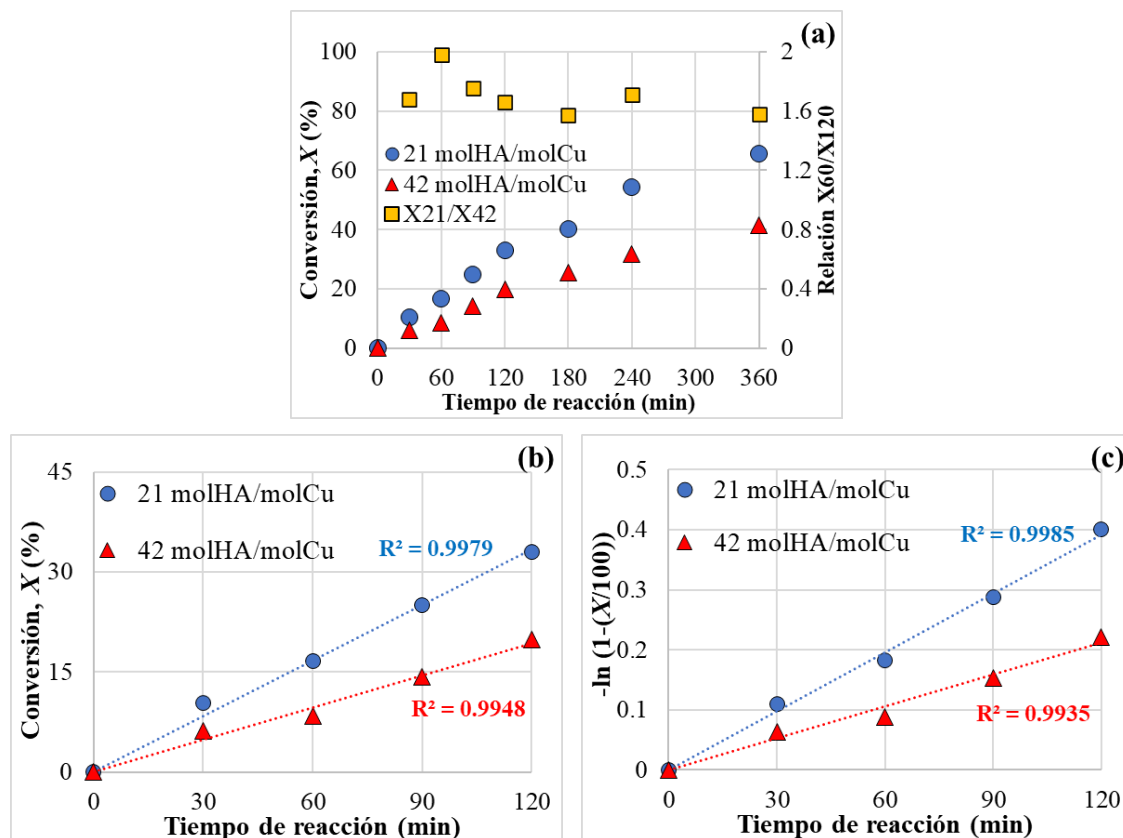 (a)
Conversión, X (%)
100
80
60
40
20
0
21 molHA/molCu
42 molHA/molCu
X21/X42
2
1.6
1.2
0.8
0.4
0
Relación X60/X120
0 60 120 180 240 300 360
Tiempo de reacción (min)
(b)
Conversión, X (%)
45
30
15
0
21 molHA/molCu
42 molHA/molCu
R² = 0.9979
R² = 0.9948
0 30 60 90 120
Tiempo de reacción (min)
(c)
-ln (1-(X/100))
0.5
0.4
0.3
0.2
0.1
0
21 molHA/molCu
42 molHA/molCu
R² = 0.9985
R² = 0.9935
0 30 60 90 120
Tiempo de reacción (min)